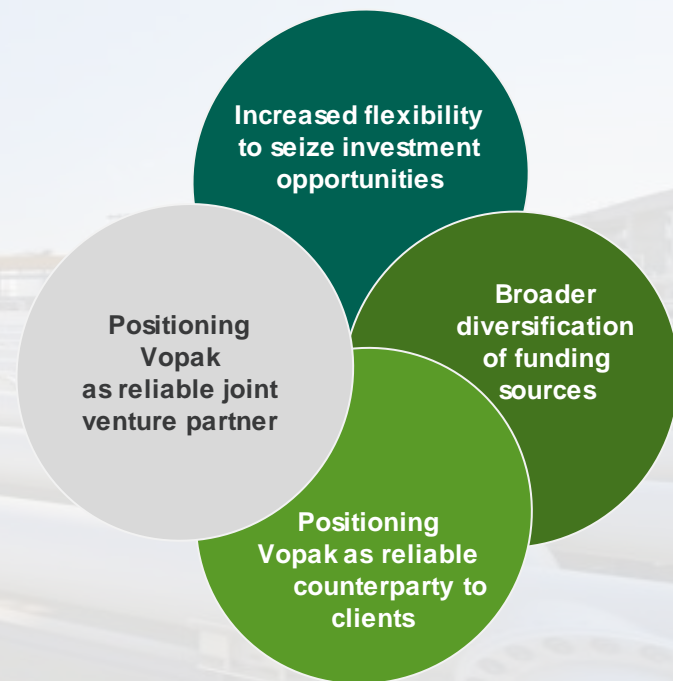 Increased flexibility
to seize investment
opportunities
Broader
diversification
of funding
sources
Positioning
Vopak
as reliable joint
venture partner
Positioning
Vopak as reliable
counterparty to
clients